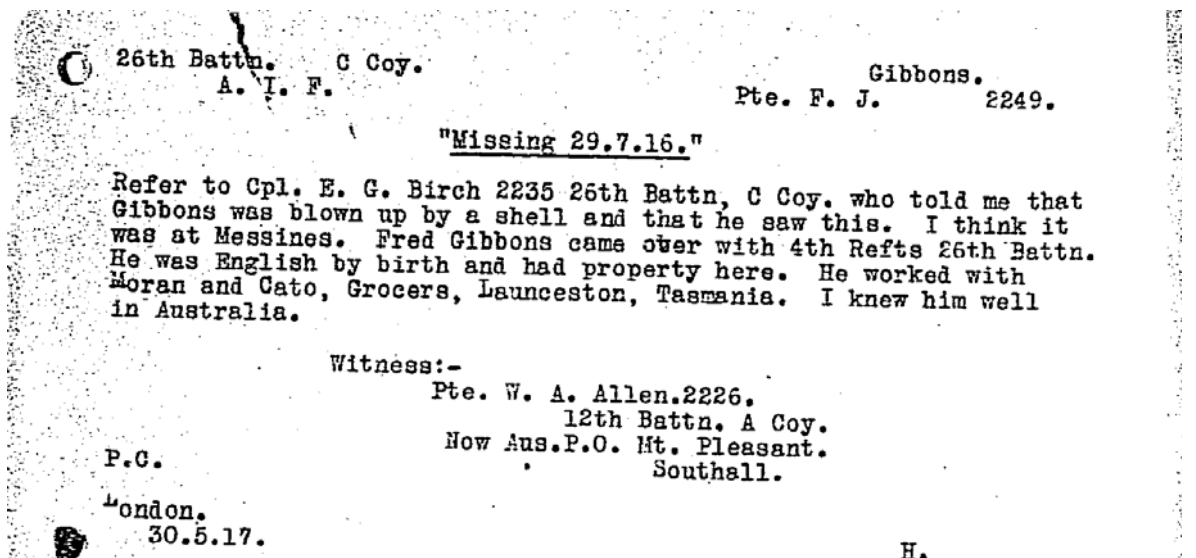 26th Battn. C Coy.
A. I. F.
Gibbons.
Pte. F. J. 2249.
"Missing 29.7.16."
Refer to Cpl. E. G. Birch 2235 26th Battn, C Coy. who told me that
Gibbons was blown up by a shell and that he saw this. I think it
was at Messines. Fred Gibbons came over with 4th Refts 26th Battn.
He was English by birth and had property here. He worked with
Moran and Cato, Grocers, Launceston, Tasmania. I knew him well
in Australia.
Witness:-
Pte. W. A. Allen.2226.
12th Battn. A Coy.
Now Aus.P.O. Mt. Pleasant.
Southall.
P.C.
London.
30.5.17.
H.